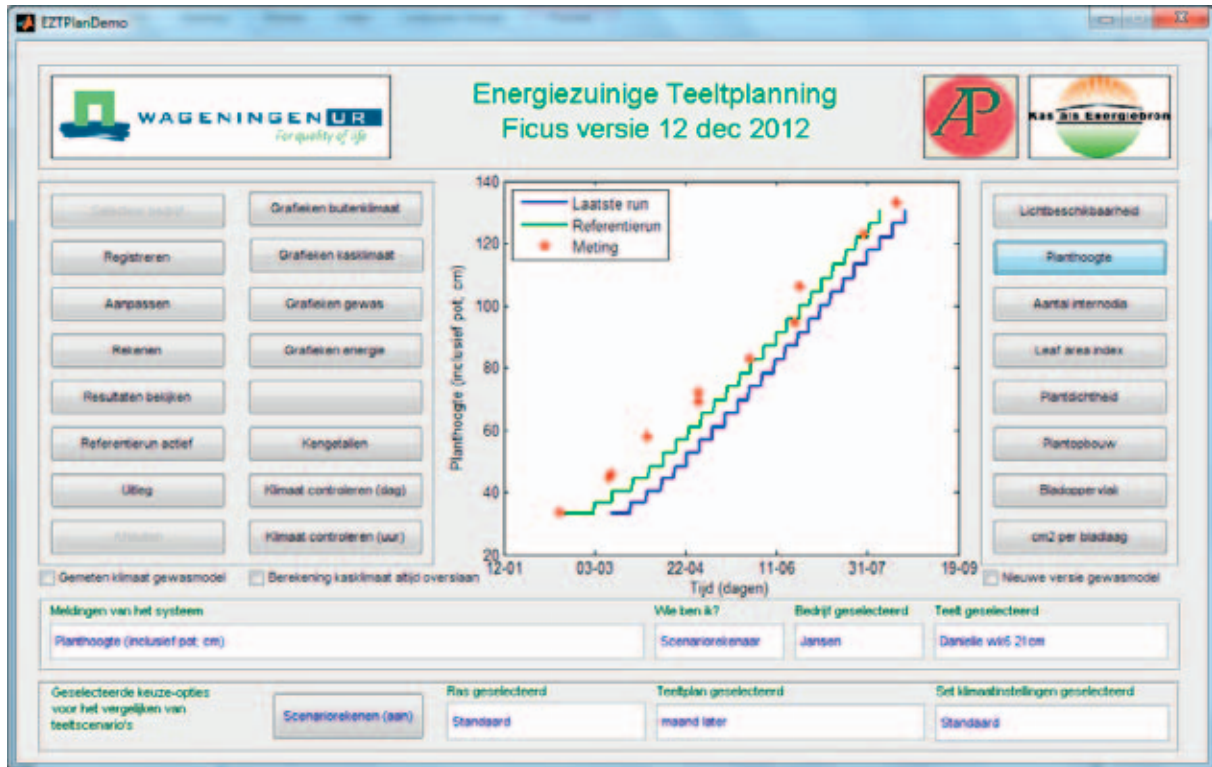 EZTPlanDemo
WAGENINGEN UR
For quality of life
Energiezuinige Teeltplanning
Ficus versie 12 dec 2012
AP
Kas als Energiebron
Registreren
Aanpassen
Rekenen
Resultaten bekijken
Referentierun actief
Uitleg
Grafieken buitenklimaat
Grafieken kasklimaat
Grafieken gewas
Grafieken energie
Kengetallen
Klimaat controleren (dag)
Klimaat controleren (uur)
Laatste run
Referentierun
Meting
Planthoogte (inclusief pot, cm)
140
120
100
80
60
40
20
12-01 03-03 22-04 11-06 31-07 19-09
Tijd (dagen)
Lichtbeschikbaarheid
Planthoogte
Aantal internodia
Leaf area index
Plantdichtheid
Plantopbouw
Bladoppervlak
cm2 per bladlaag
Gemeten klimaat gewasmodel
Berekening kasklimaat altijd overslaan
Nieuwe versie gewasmodel
Meldingen van het systeem
Planthoogte (inclusief pot, cm)
Wie ben ik?
Scenariorekenaar
Bedrijf geselecteerd
Jansen
Teelt geselecteerd
Danielle wk6 21cm
Geselecteerde keuze-opties
voor het vergelijken van
teeltscenario's
Scenariorekenen (aan)
Ras geselecteerd
Standaard
Teeltplan geselecteerd
maand later
Set klimaatinstellingen geselecteerd
Standaard